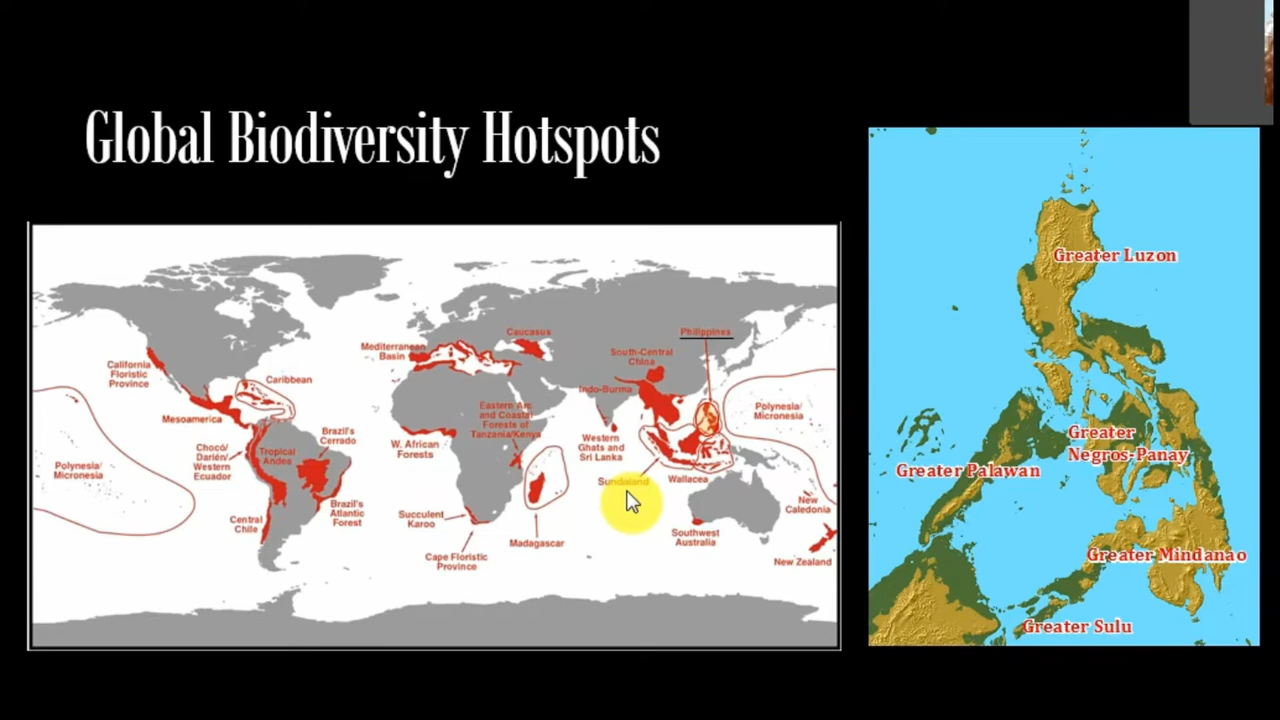 Global Biodiversity Hotspots
California
Floristic
Province
Caribbean
Mesoamerica
Chocó/
Darién/
Western
Ecuador
Tropical
Andes
Brazil's
Cerrado
Brazil's
Atlantic
Forest
Central
Chile
Polynesia/
Micronesia
Mediterranean
Basin
Caucasus
W. African
Forests
Eastern Arc
and Coastal
Forests of
Tanzania/Kenya
Succulent
Karoo
Cape Floristic
Province
Madagascar
Western
Ghats and
Sri Lanka
Indo-Burma
South-Central
China
Philippines
Sundaland
Wallacea
Southwest
Australia
Polynesia/
Micronesia
New
Caledonia
New Zealand
Greater Luzon
Greater
Negros-Panay
Greater Palawan
Greater Mindanao
Greater Sulu